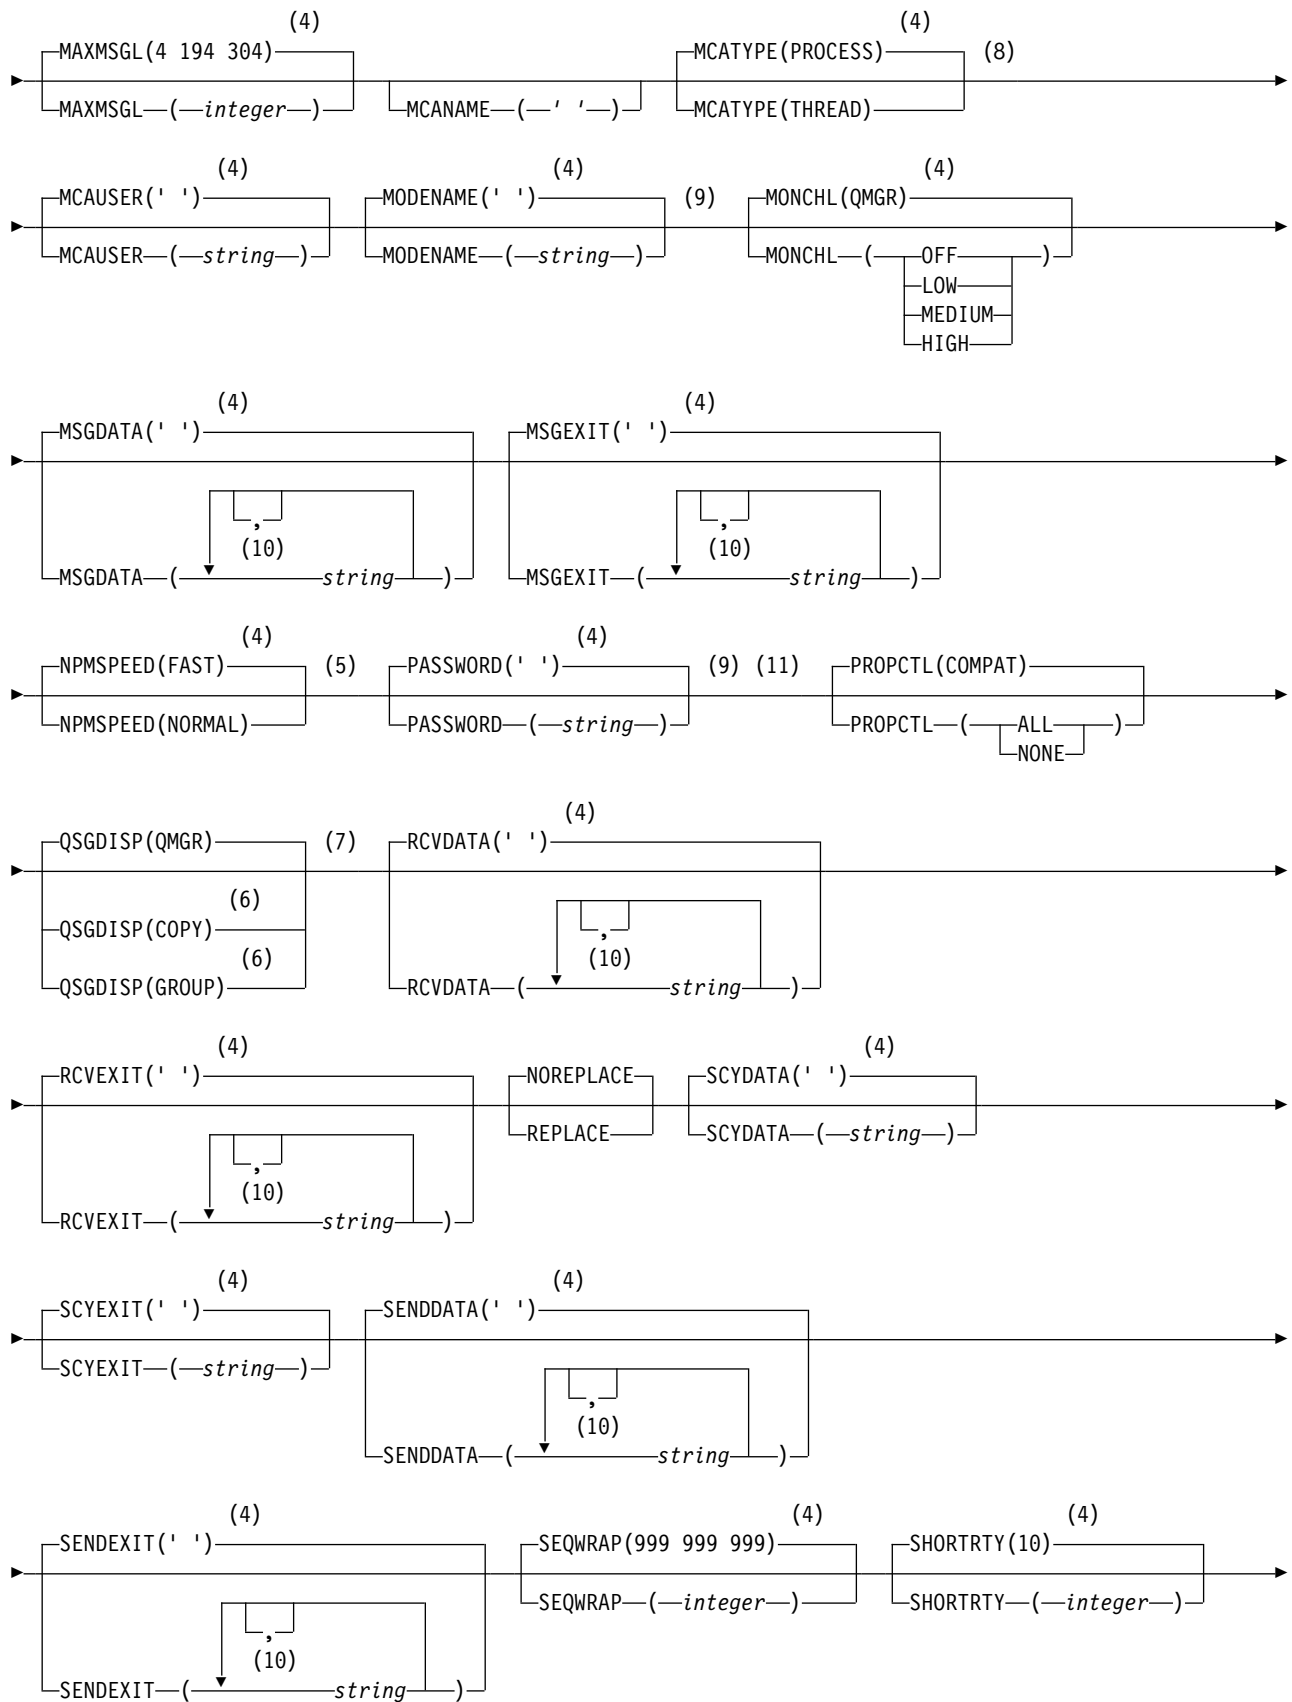 (4) (4)
MAXMSGL(4 194 304) MCATYPE(PROCESS) (8)
MAXMSGL ( integer ) MCANAME ( ' ' ) MCATYPE(THREAD)
(4) (4) (4)
MCAUSER(' ') MODENAME(' ') (9) MONCHL(QMGR)
MCAUSER ( string ) MODENAME ( string ) MONCHL ( OFF )
LOW
MEDIUM
HIGH
(4) (4)
MSGDATA(' ') MSGEXIT(' ')
, ,
(10) (10)
MSGDATA ( string ) MSGEXIT ( string )
(4) (4)
NPMSPEED(FAST) (5) PASSWORD(' ') (9) (11) PROPCTL(COMPAT)
NPMSPEED(NORMAL) PASSWORD ( string ) PROPCTL ( ALL )
NONE
(4)
QSGDISP(QMGR) (7) RCVDATA(' ')
(6)
QSGDISP(COPY) ,
(6) (10)
QSGDISP(GROUP) RCVDATA ( string )
(4) (4)
RCVEXIT(' ') NOREPLACE SCYDATA(' ')
REPLACE SCYDATA ( string )
,
(10)
RCVEXIT ( string )
(4) (4)
SCYEXIT(' ') SENDDATA(' ')
SCYEXIT ( string )
,
(10)
SENDDATA ( string )
(4) (4) (4)
SENDEXIT(' ') SEQWRAP(999 999 999) SHORTRTY(10)
SEQWRAP ( integer ) SHORTRTY ( integer )
,
(10)
SENDEXIT ( string )